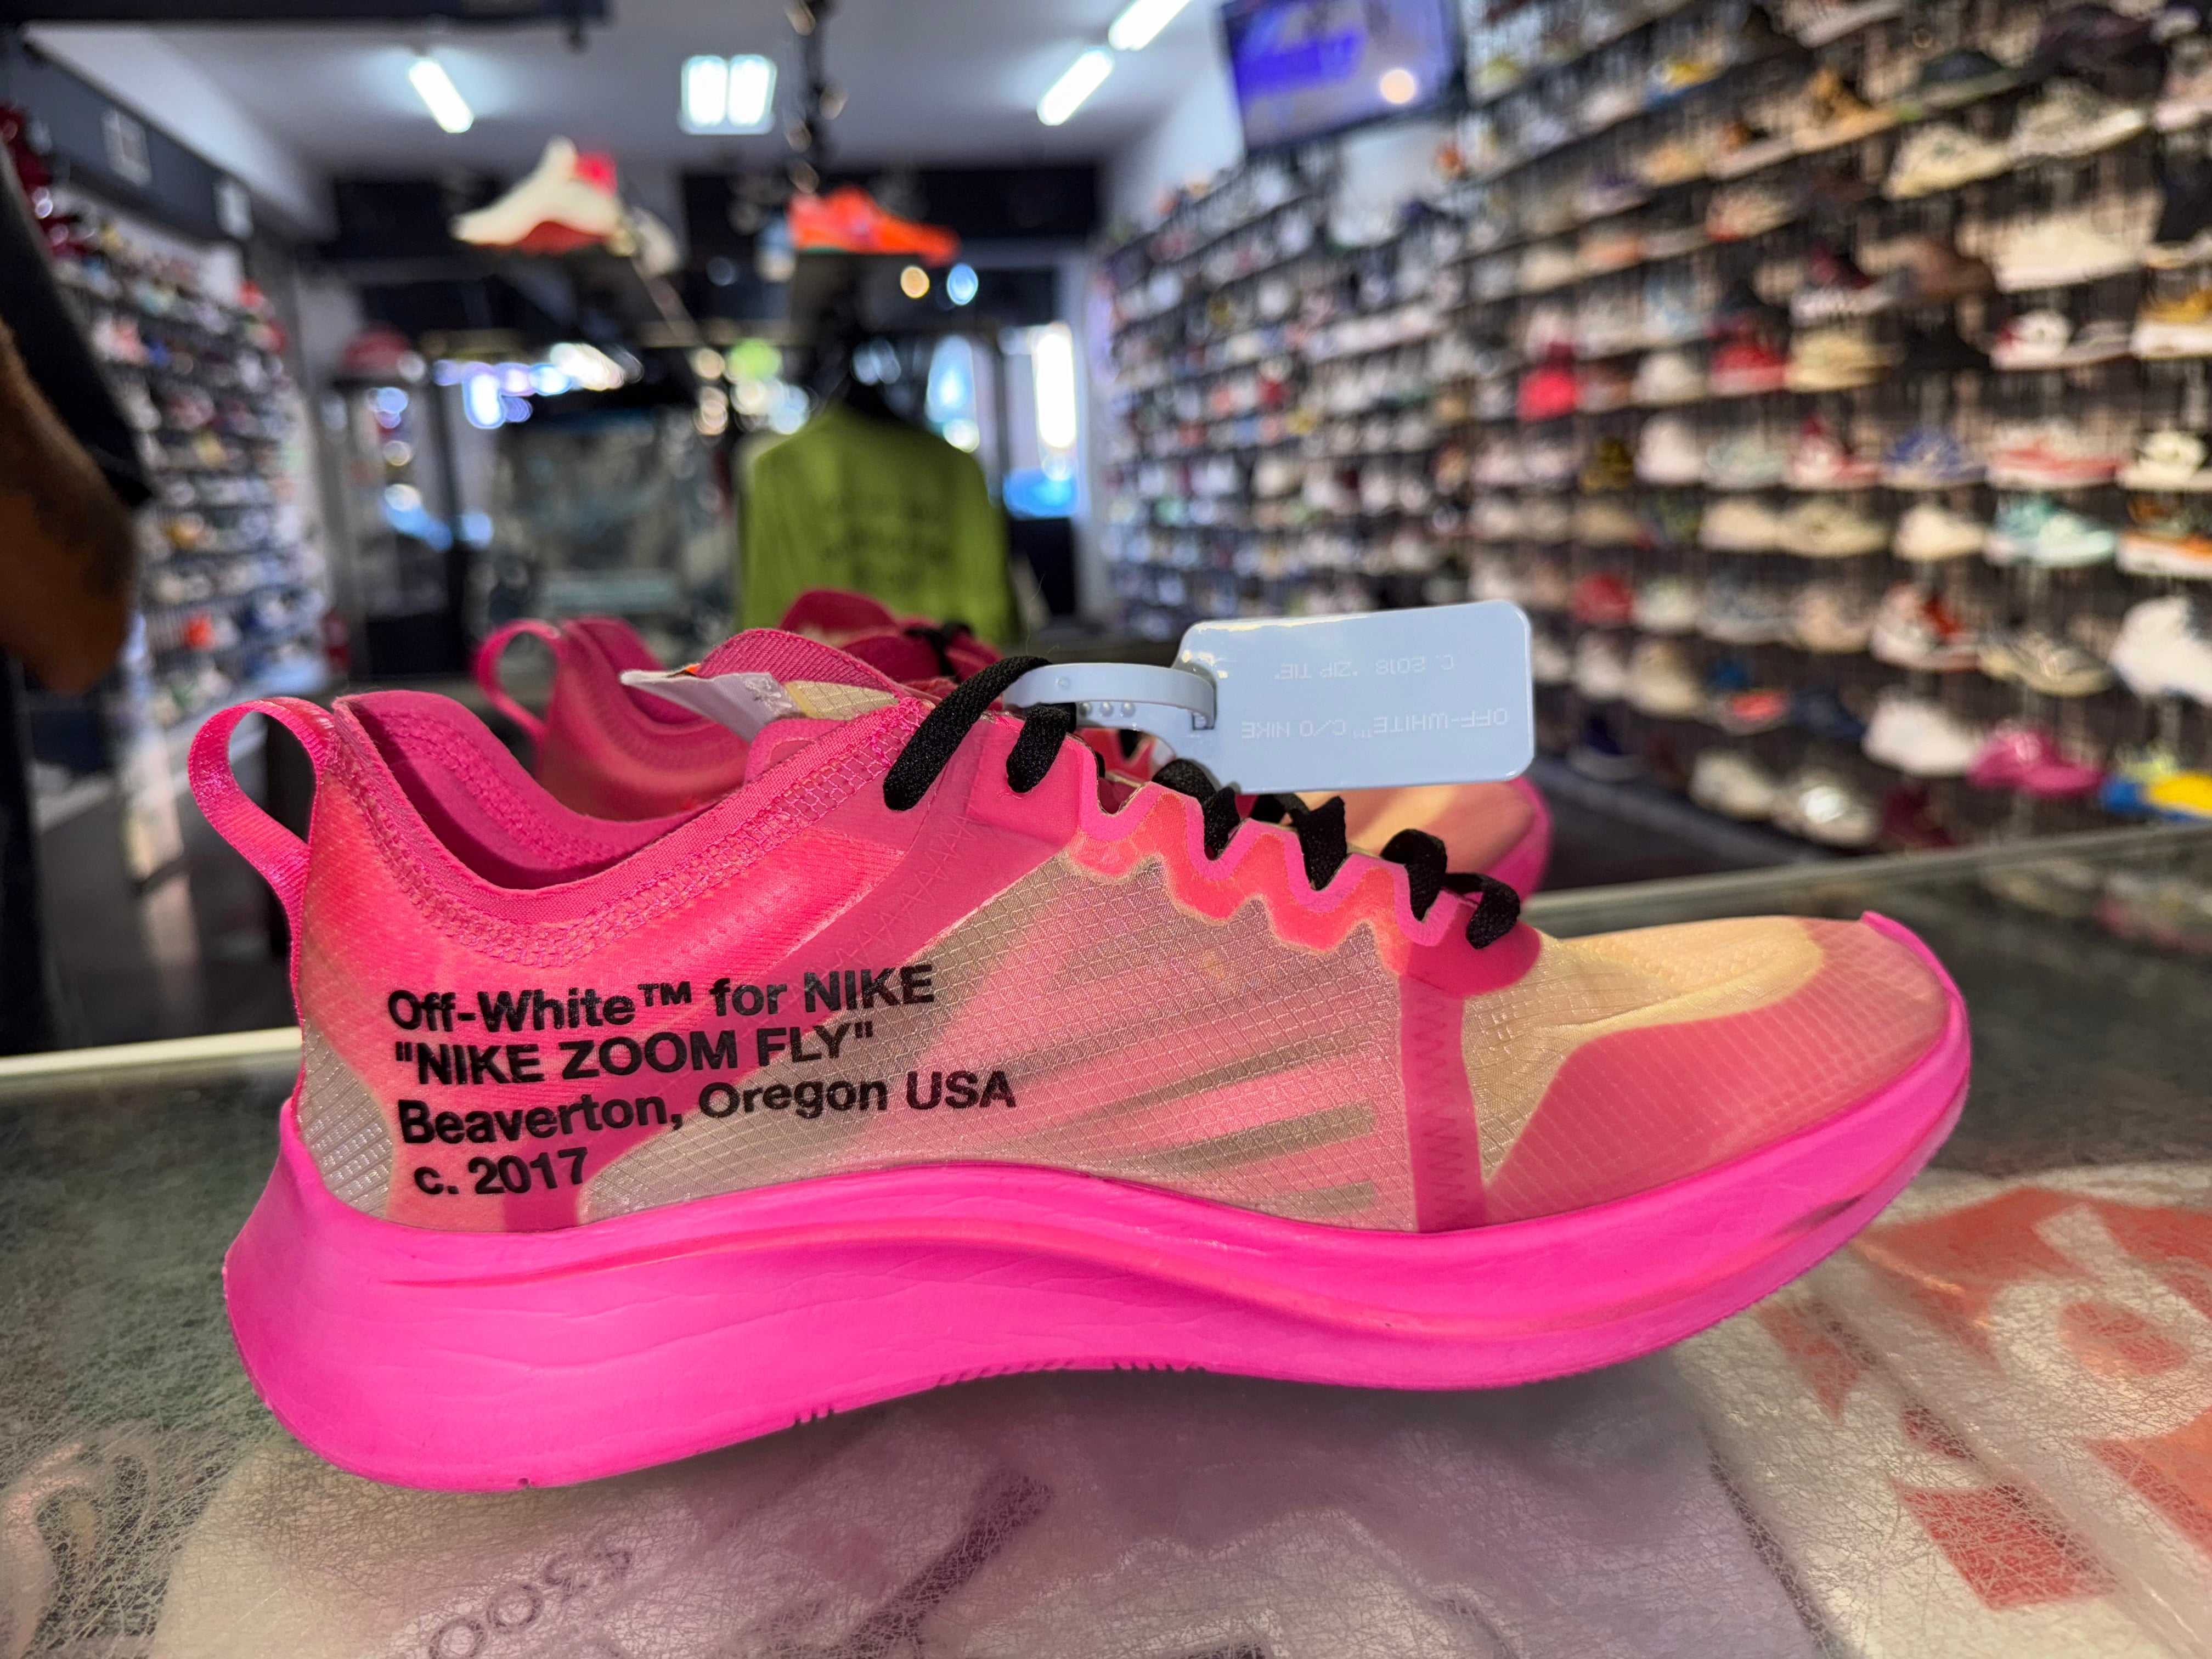 C. 2018 "ZIP TIE"
OFF-WHITE™ C/O NIKE
Off-White™ for NIKE
"NIKE ZOOM FLY"
Beaverton, Oregon USA
c. 2017